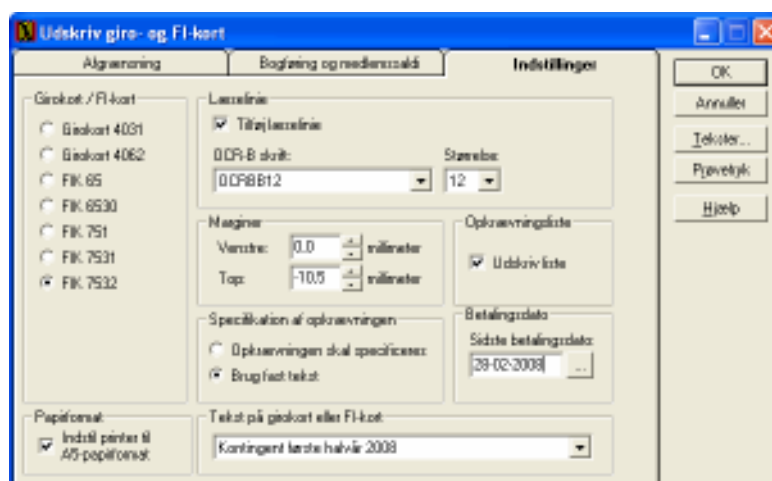 Udskriv giro- og FI-kort
Afgrænsning
Bogføring og medlemssaldi
Indstillinger
Girokort / FI-kort
Girokort 4031
Girokort 4062
FIK 65
FIK 6530
FIK 751
FIK 7531
FIK 7532
Læselinie
Tilføj læselinie
OCR-B skrift:
Størrelse:
OCRBB12
12
Marginer
Venstre: 0,0 millimeter
Top: -10,5 millimeter
Opkrævningsliste
Udskriv liste
Specifikation af opkrævningen
Opkrævningen skal specificeres
Brug fast tekst
Betalingsdato
Sidste betalingsdato:
28-02-2008 ...
Papirformat
Indstil printer til
A5-papirformat
Tekst på girokort eller FI-kort
Kontingent første halvår 2008
OK
Annuller
Tekster...
Prøvetryk
Hjælp